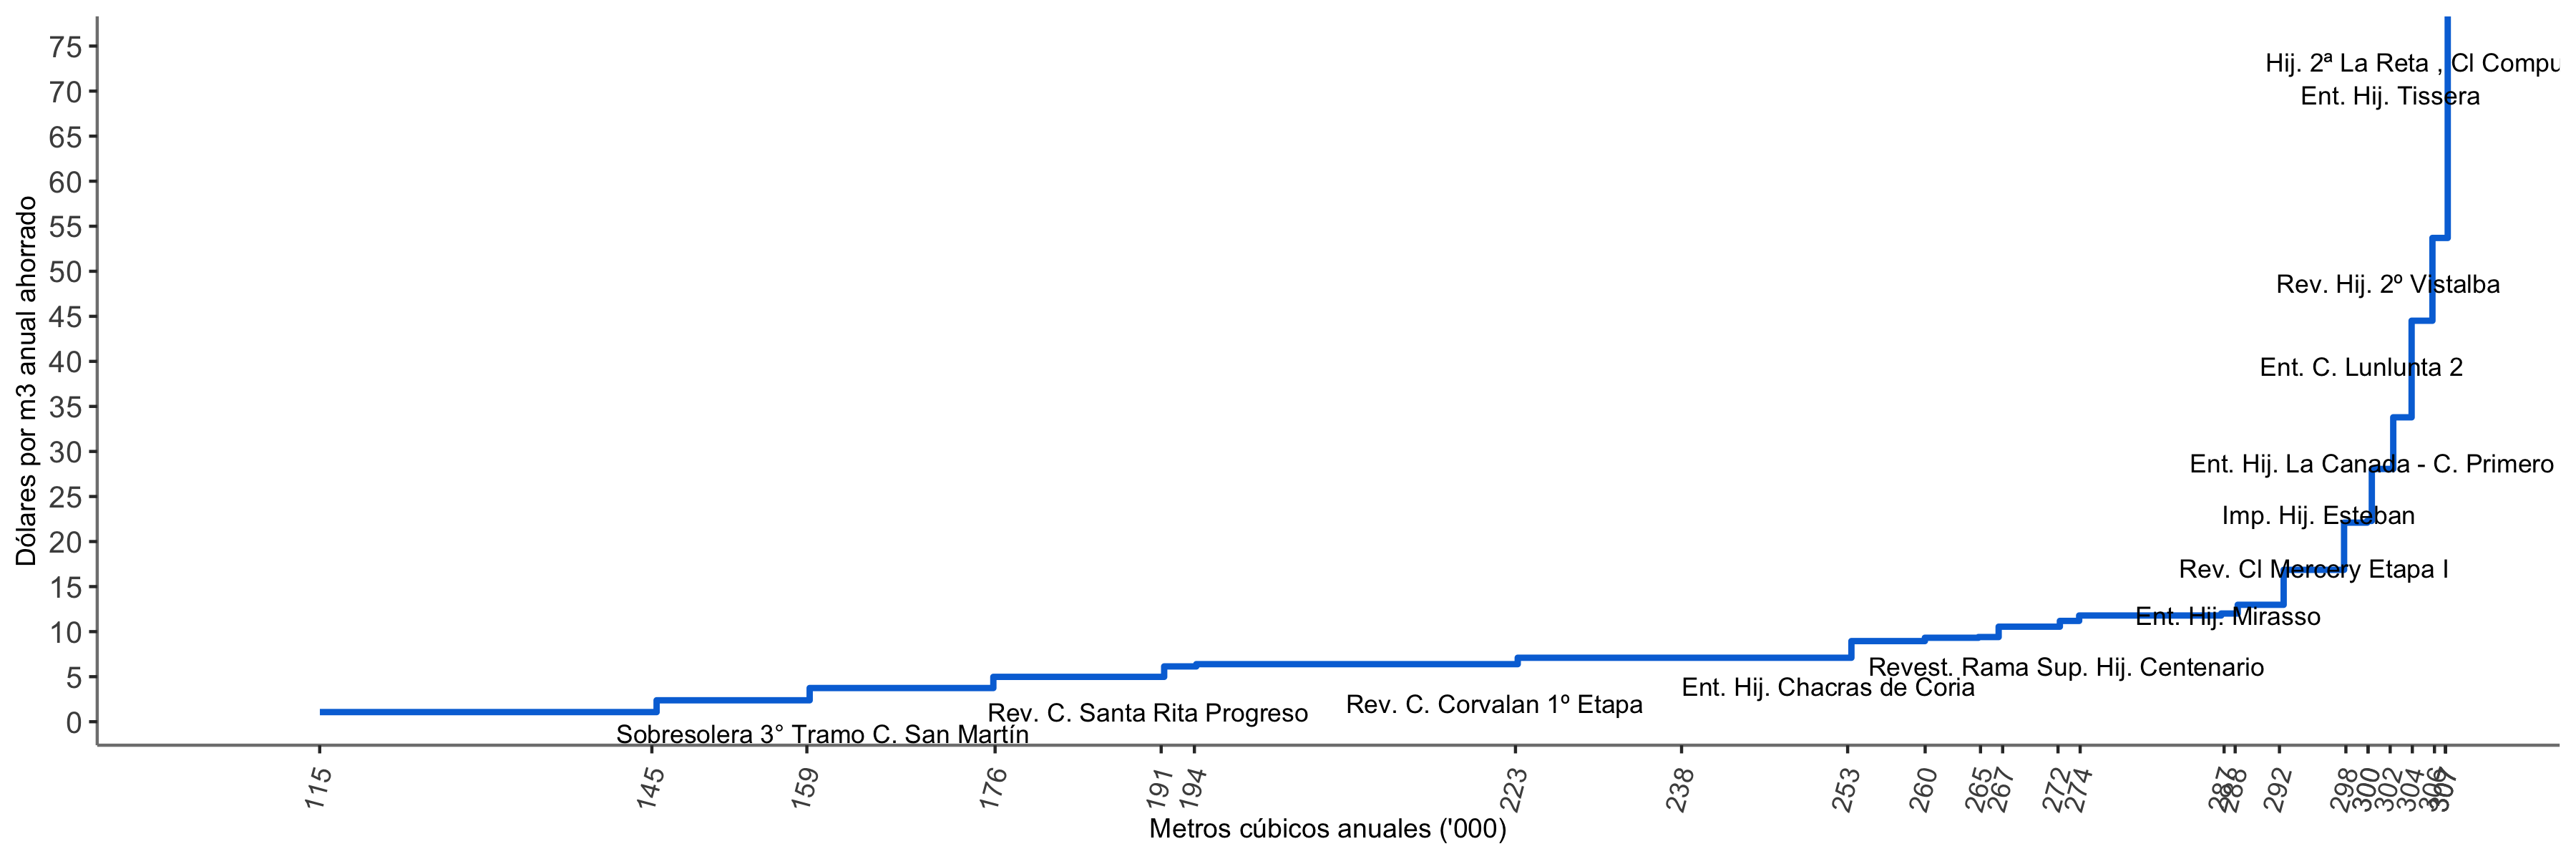 75
70
65
60
55
50
45
40
35
30
25
20
15
10
5
0
Dólares por m3 anual ahorrado
Hij. 2ª La Reta , Cl Compu
Ent. Hij. Tissera
Rev. Hij. 2º Vistalba
Ent. C. Lunlunta 2
Ent. Hij. La Canada - C. Primero
Imp. Hij. Esteban
Rev. Cl Mercery Etapa I
Ent. Hij. Mirasso
Revest. Rama Sup. Hij. Centenario
Ent. Hij. Chacras de Coria
Rev. C. Corvalan 1º Etapa
Rev. C. Santa Rita Progreso
Sobresolera 3° Tramo C. San Martín
115
145
159
176
191
194
223
238
253
260
265
267
272
274
287
288
292
298
300
302
304
306
307
Metros cúbicos anuales ('000)